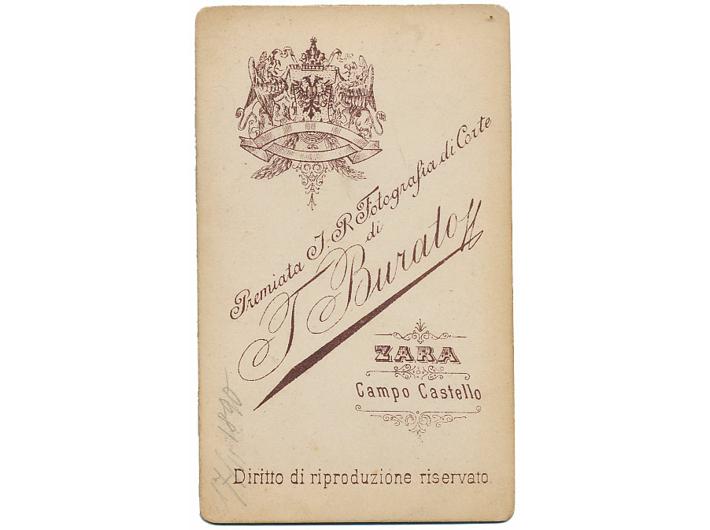 Premiata I. R. Fotografia di Corte
di
T Burato
ZARA
Campo Castello
Diritto di riproduzione riservato